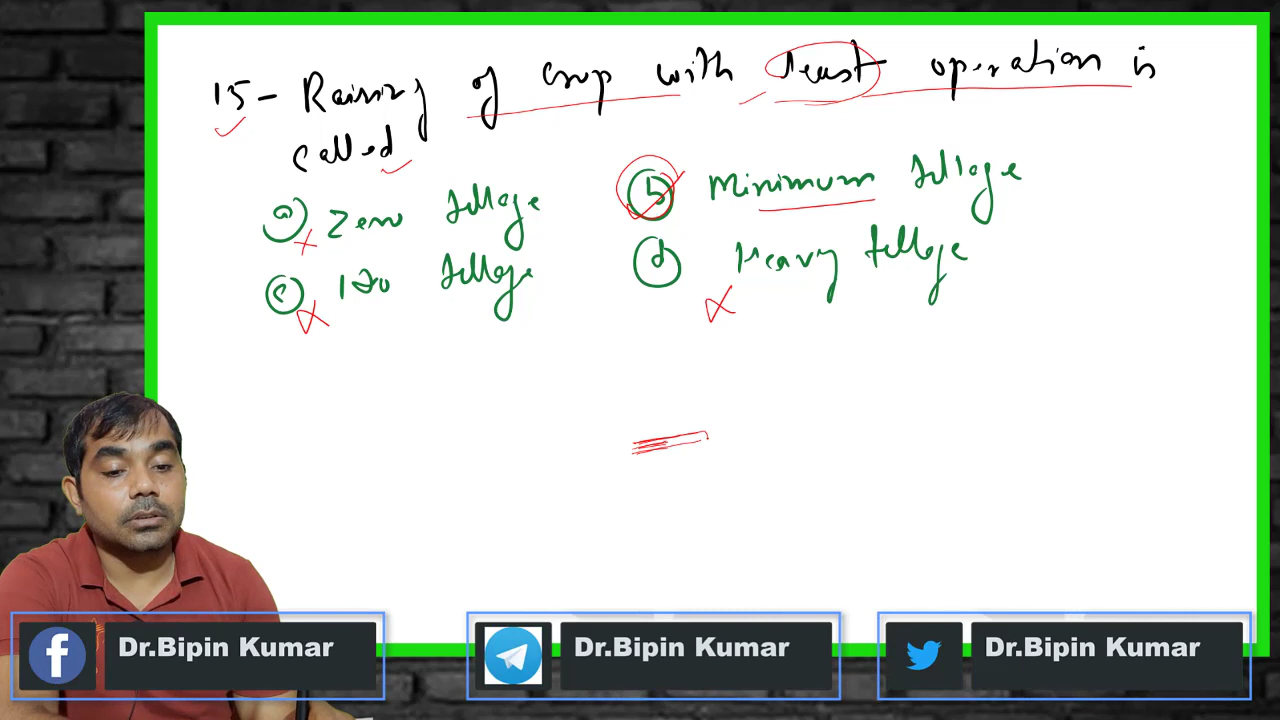 15- Raising of crop with least operation is
called
(a) Zero tillage
(b) Minimum tillage
(c) No tillage
(d) Heavy tillage
Dr.Bipin Kumar
Dr.Bipin Kumar
Dr.Bipin Kumar